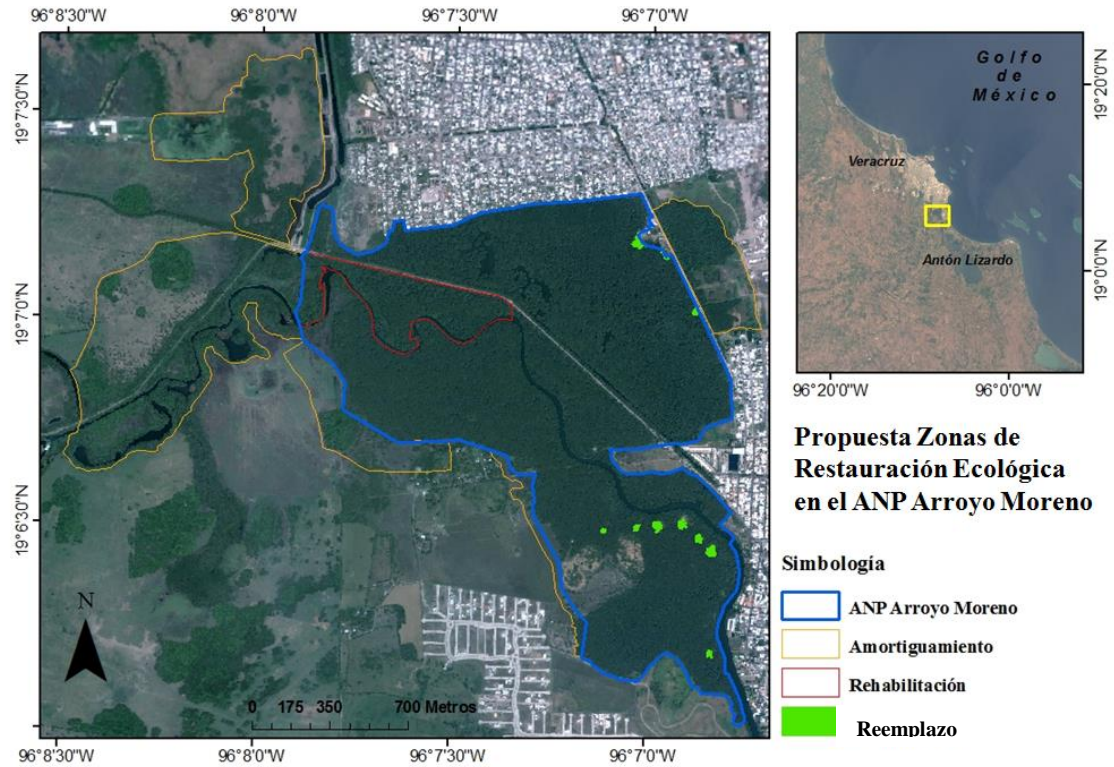 96°8'30"W 96°8'0"W 96°7'30"W 96°7'0"W
19°7'30"N
19°7'0"N
19°6'30"N
N
0 175 350 700 Metros
96°8'30"W 96°8'0"W 96°7'30"W 96°7'0"W
Golfo
de
México
Veracruz
Antón Lizardo
19°20'0"N
19°0'0"N
96°20'0"W 96°0'0"W
Propuesta Zonas de
Restauración Ecológica
en el ANP Arroyo Moreno
Simbología
ANP Arroyo Moreno
Amortiguamiento
Rehabilitación
Reemplazo